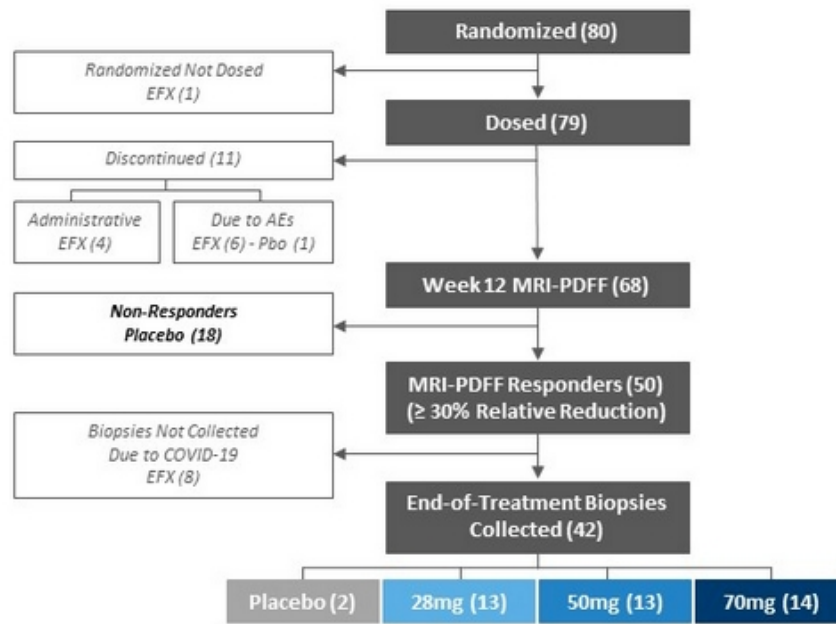 Randomized (80)
Randomized Not Dosed
EFX (1)
Dosed (79)
Discontinued (11)
Administrative
EFX (4)
Due to AEs
EFX (6) - Pbo (1)
Week 12 MRI-PDFF (68)
Non-Responders
Placebo (18)
MRI-PDFF Responders (50)
(≥ 30% Relative Reduction)
Biopsies Not Collected
Due to COVID-19
EFX (8)
End-of-Treatment Biopsies
Collected (42)
Placebo (2)
28mg (13)
50mg (13)
70mg (14)